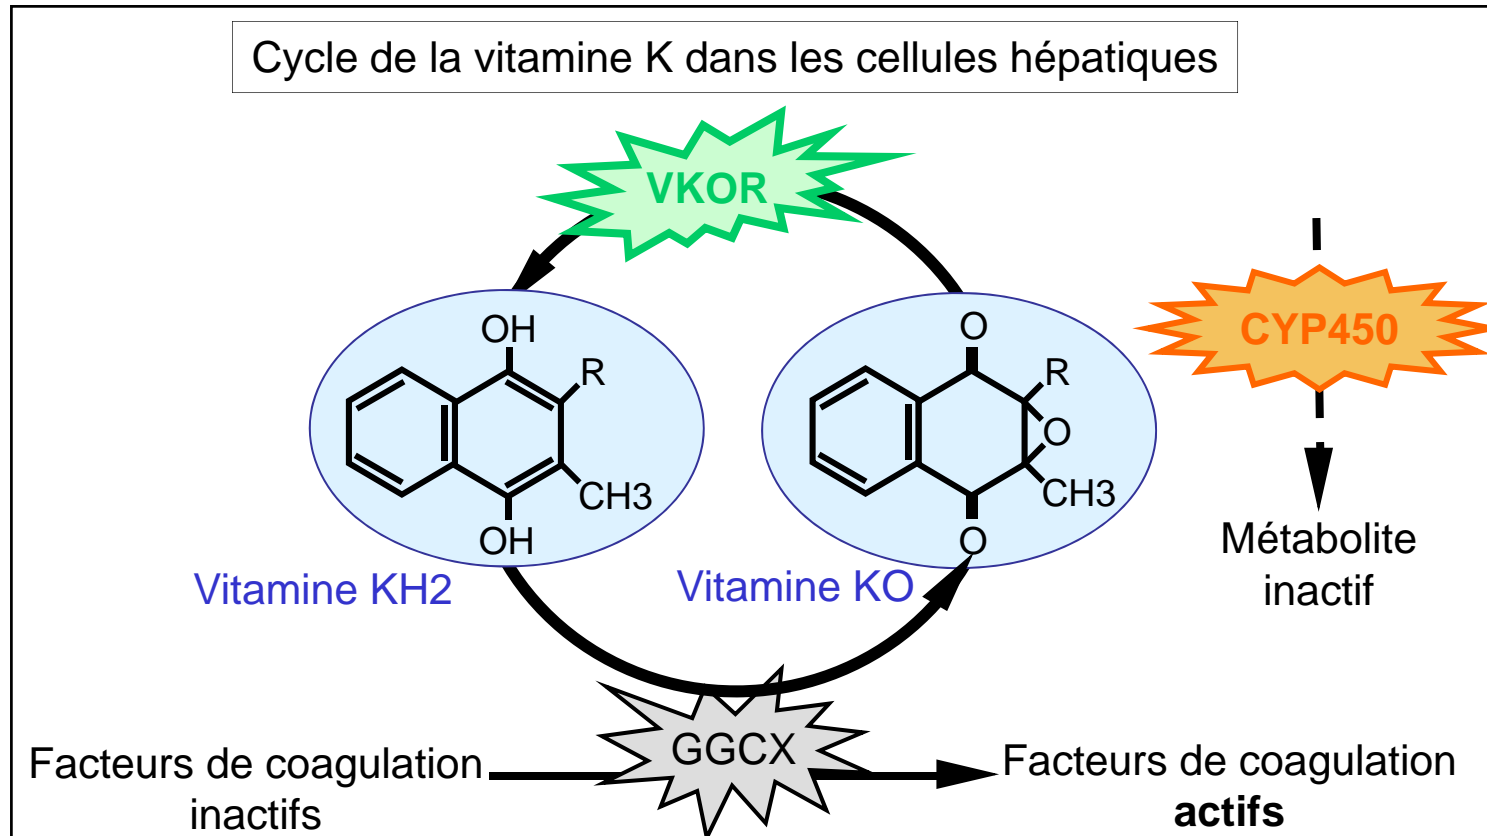 Cycle de la vitamine K dans les cellules hépatiques
VKOR
CYP450
OH
R
CH3
OH
O
R
O
CH3
O
Vitamine KH2
Vitamine KO
Métabolite
inactif
GGCX
Facteurs de coagulation
inactifs
Facteurs de coagulation
actifs